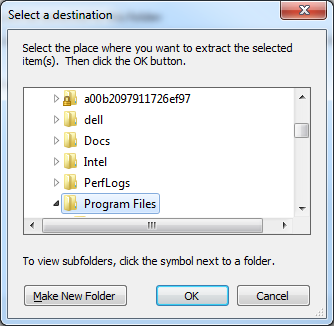 Select a destination
Select the place where you want to extract the selected
item(s). Then click the OK button.
a00b2097911726ef97
dell
Docs
Intel
PerfLogs
Program Files
To view subfolders, click the symbol next to a folder.
Make New Folder
OK
Cancel